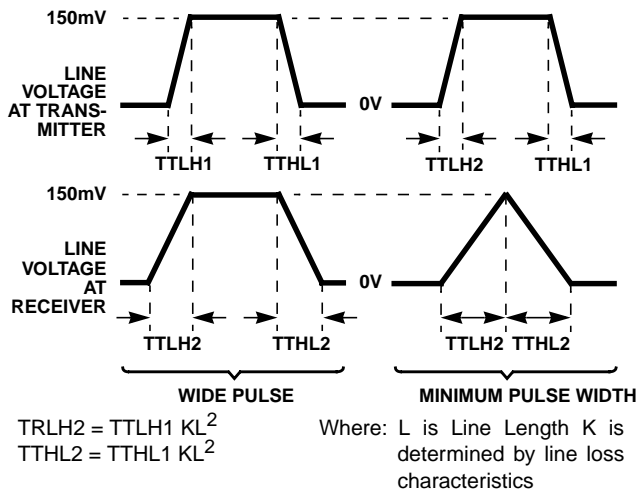 150mV
LINE
VOLTAGE
AT TRANS-
MITTER
0V
TTLH1
TTHL1
TTLH2
TTHL1
150mV
LINE
VOLTAGE
AT
RECEIVER
0V
TTLH2
TTHL2
TTLH2
TTHL2
WIDE PULSE
MINIMUM PULSE WIDTH
TRLH2 = TTLH1 KL²
TTHL2 = TTHL1 KL²
Where: L is Line Length K is
determined by line loss
characteristics